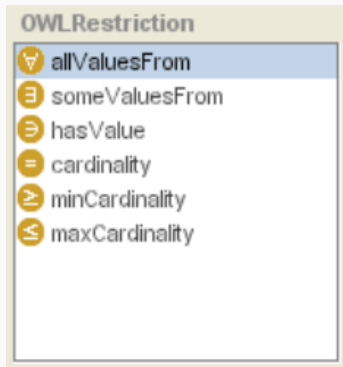 OWLRestriction
∀ allValuesFrom
∃ someValuesFrom
∋ hasValue
= cardinality
≥ minCardinality
≤ maxCardinality